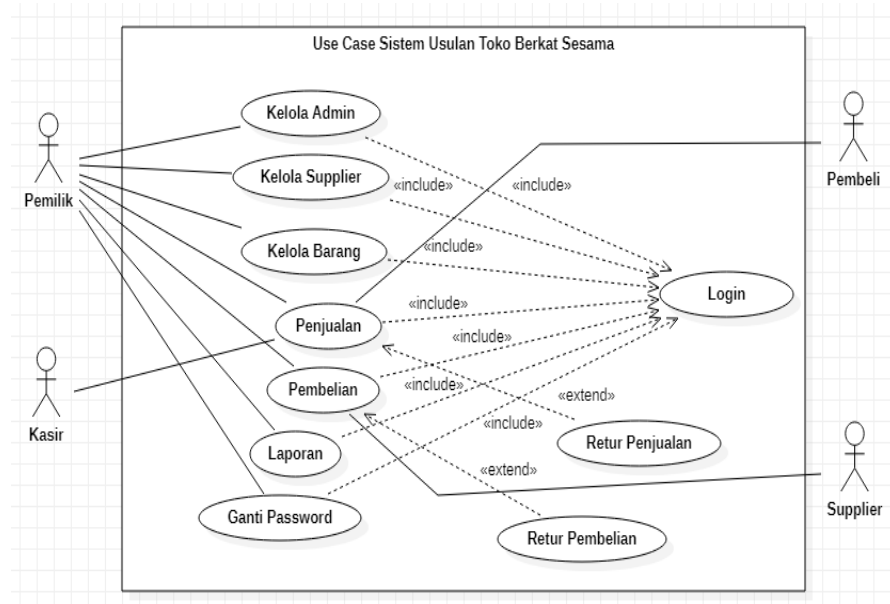 Use Case Sistem Usulan Toko Berkat Sesama
Kelola Admin
Pemilik
Kelola Supplier
«include»
«include»
Pembeli
Kelola Barang
«include»
Login
Penjualan
«include»
«include»
Kasir
Pembelian
«include»
«extend»
Laporan
«include»
Retur Penjualan
«extend»
Supplier
Ganti Password
Retur Pembelian